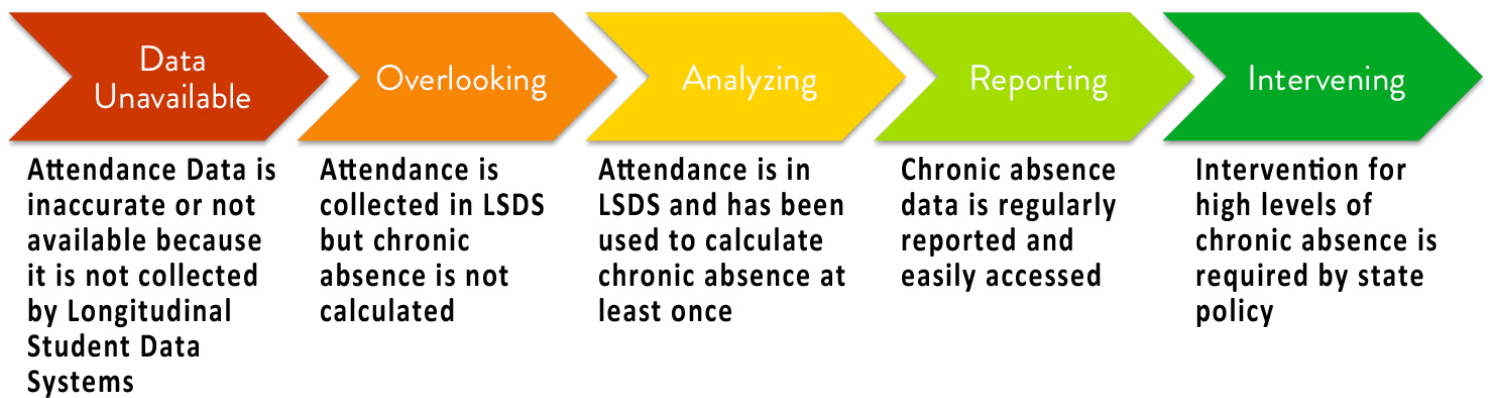 Data
Unavailable
Attendance Data is
inaccurate or not
available because
it is not collected
by Longitudinal
Student Data
Systems
Overlooking
Attendance is
collected in LSDS
but chronic
absence is not
calculated
Analyzing
Attendance is in
LSDS and has been
used to calculate
chronic absence at
least once
Reporting
Chronic absence
data is regularly
reported and
easily accessed
Intervening
Intervention for
high levels of
chronic absence is
required by state
policy